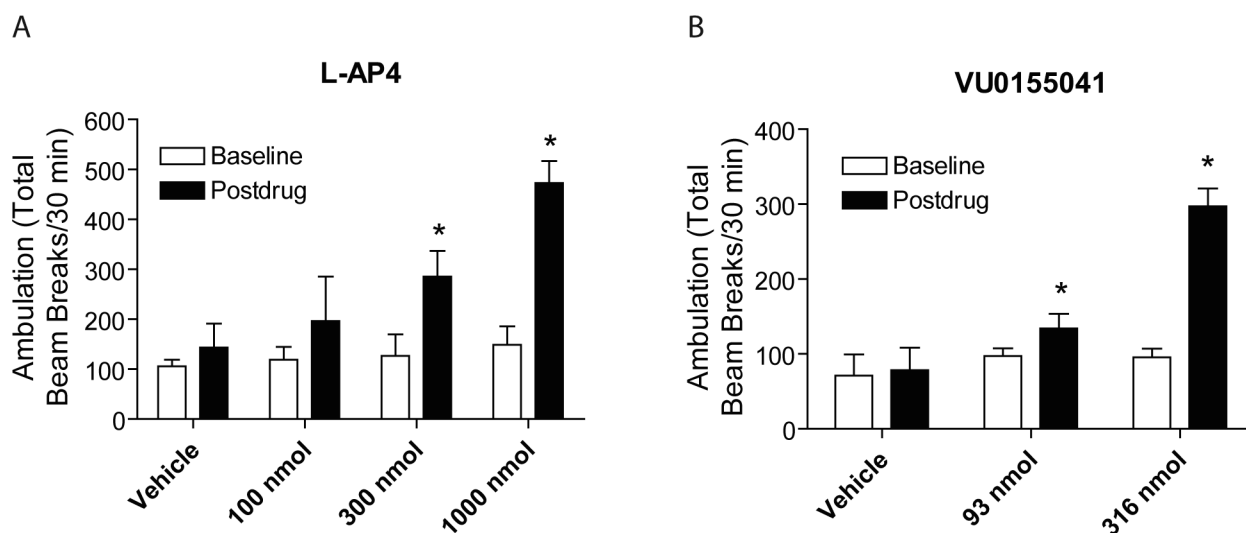 A
L-AP4
Ambulation (Total
Beam Breaks/30 min)
600
500
400
300
200
100
0
Baseline
Postdrug
*
*
Vehicle
100 nmol
300 nmol
1000 nmol
B
VU0155041
Ambulation (Total
Beam Breaks/30 min)
400
300
200
100
0
Baseline
Postdrug
*
*
Vehicle
93 nmol
316 nmol